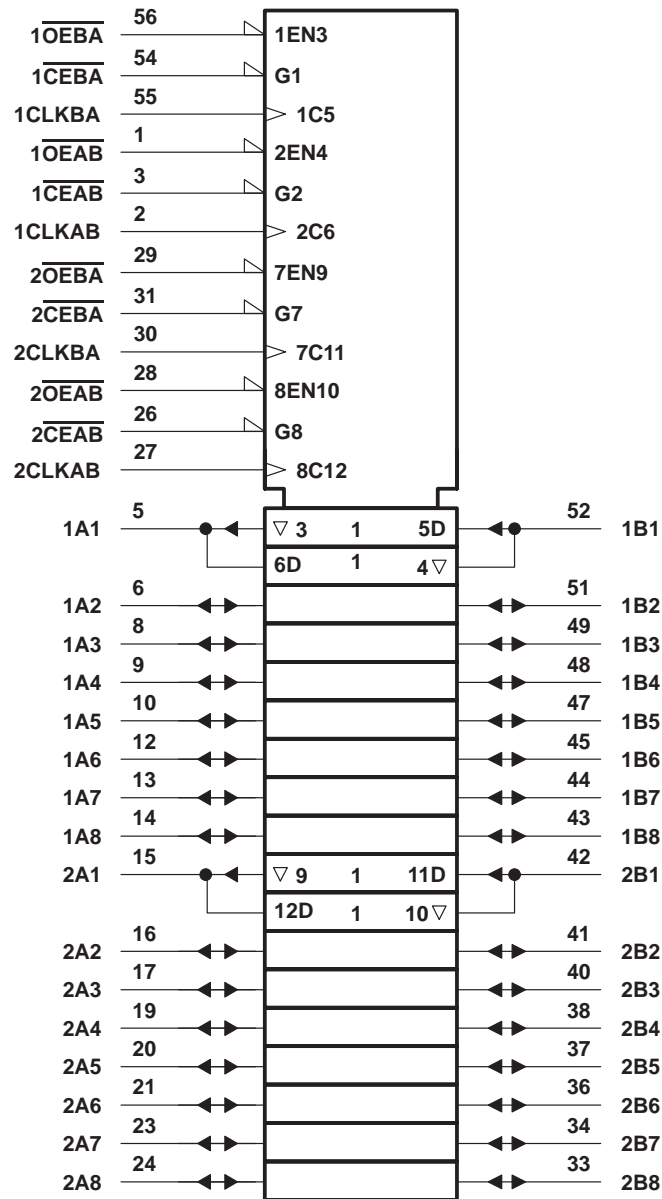 56
1OEBA 1EN3
54
1CEBA G1
55
1CLKBA 1C5
1
1OEAB 2EN4
3
1CEAB G2
2
1CLKAB 2C6
29
2OEBA 7EN9
31
2CEBA G7
30
2CLKBA 7C11
28
2OEAB 8EN10
26
2CEAB G8
27
2CLKAB 8C12
5 52
1A1 ▽ 3 1 5D 1B1
6D 1 4 ▽
6 51
1A2 1B2
8 49
1A3 1B3
9 48
1A4 1B4
10 47
1A5 1B5
12 45
1A6 1B6
13 44
1A7 1B7
14 43
1A8 1B8
15 42
2A1 ▽ 9 1 11D 2B1
12D 1 10 ▽
16 41
2A2 2B2
17 40
2A3 2B3
19 38
2A4 2B4
20 37
2A5 2B5
21 36
2A6 2B6
23 34
2A7 2B7
24 33
2A8 2B8